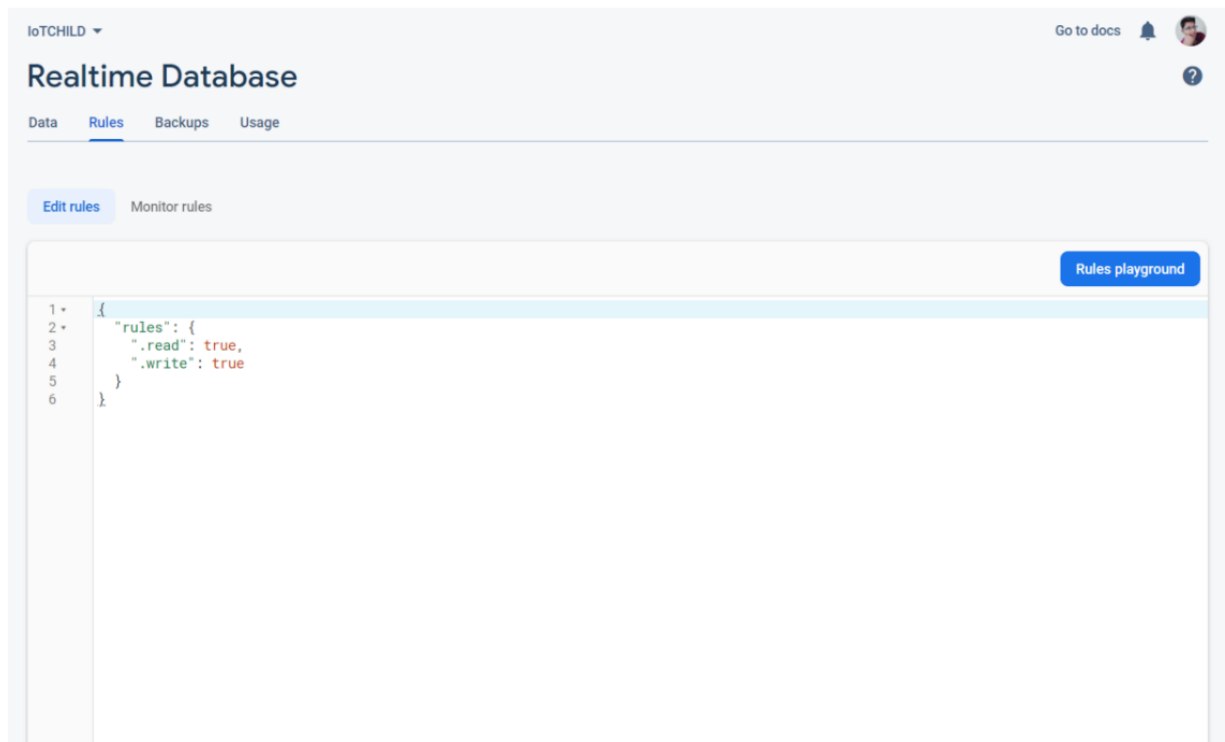 IoTCHILD
Go to docs
Realtime Database
?
Data Rules Backups Usage
Edit rules Monitor rules
Rules playground
1 {
2 "rules": {
3 ".read": true,
4 ".write": true
5 }
6 }